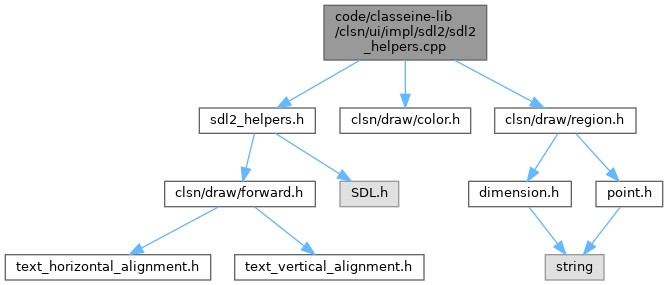 code/classeine-lib
/clsn/ui/impl/sdl2/sdl2
_helpers.cpp
sdl2_helpers.h
clsn/draw/color.h
clsn/draw/region.h
clsn/draw/forward.h
SDL.h
dimension.h
point.h
text_horizontal_alignment.h
text_vertical_alignment.h
string